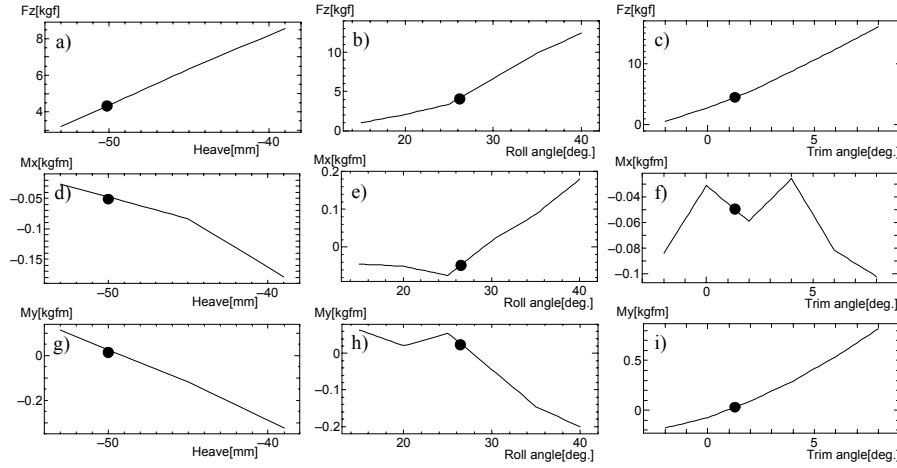 Fz[kgf] Fz[kgf] Fz[kgf]
a) b) c)
8 10 10
6 5
4 0 0
−50 −40 20 30 40 0 5
Heave[mm] Roll angle[deg.] Trim angle[deg.]
Mx[kgfm] Mx[kgfm] Mx[kgfm]
d) e) f)
−0.05 0.2 −0.04
−0.1 0.1 −0.06
−0.15 0 −0.08
−0.1
−50 −40 20 30 40 0 5
Heave[mm] Roll angle[deg.] Trim angle[deg.]
My[kgfm] My[kgfm] My[kgfm]
g) h) i)
0 0 0.5
−0.2 −0.1 0
−0.2
−50 −40 20 30 40 0 5
Heave[mm] Roll angle[deg.] Trim angle[deg.]